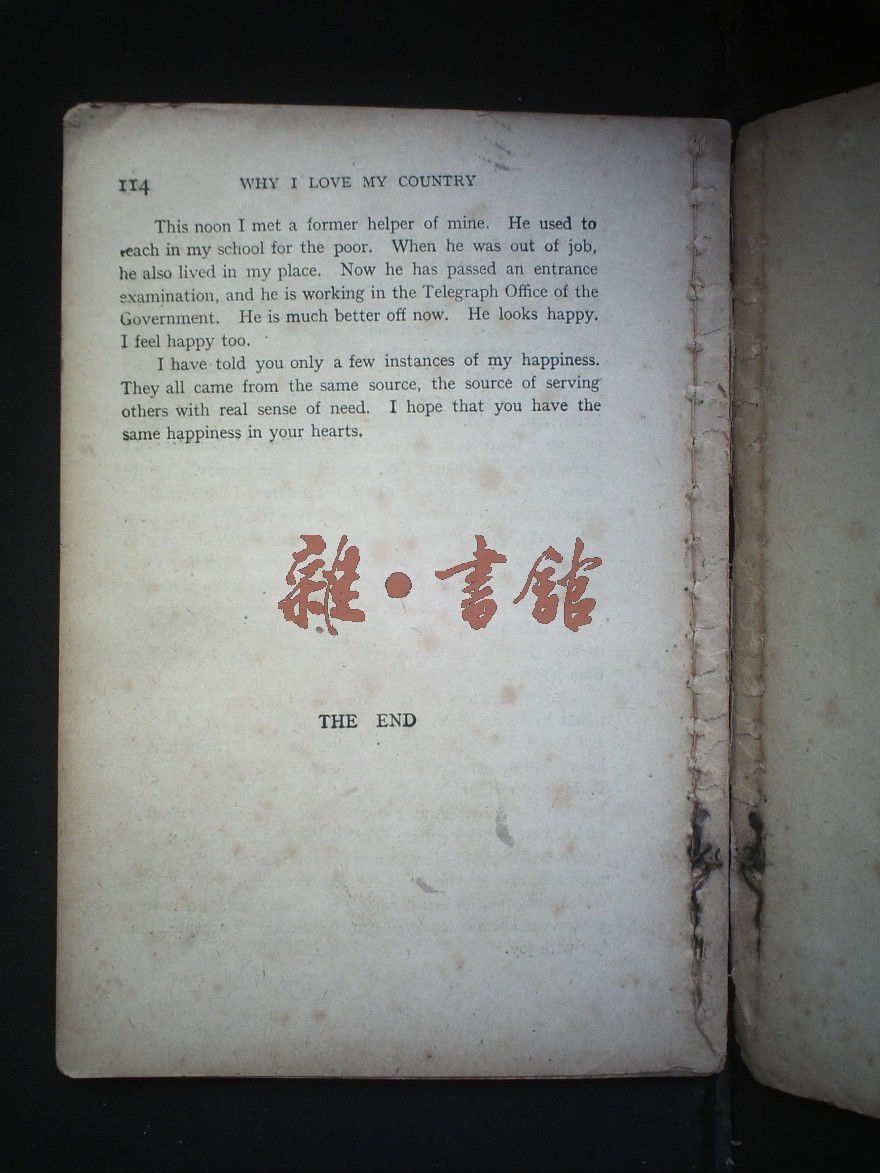 114 WHY I LOVE MY COUNTRY
This noon I met a former helper of mine. He used to
teach in my school for the poor. When he was out of job,
he also lived in my place. Now he has passed an entrance
examination, and he is working in the Telegraph Office of the
Government. He is much better off now. He looks happy.
I feel happy too.
I have told you only a few instances of my happiness.
They all came from the same source, the source of serving
others with real sense of need. I hope that you have the
same happiness in your hearts.
雜·書館
THE END